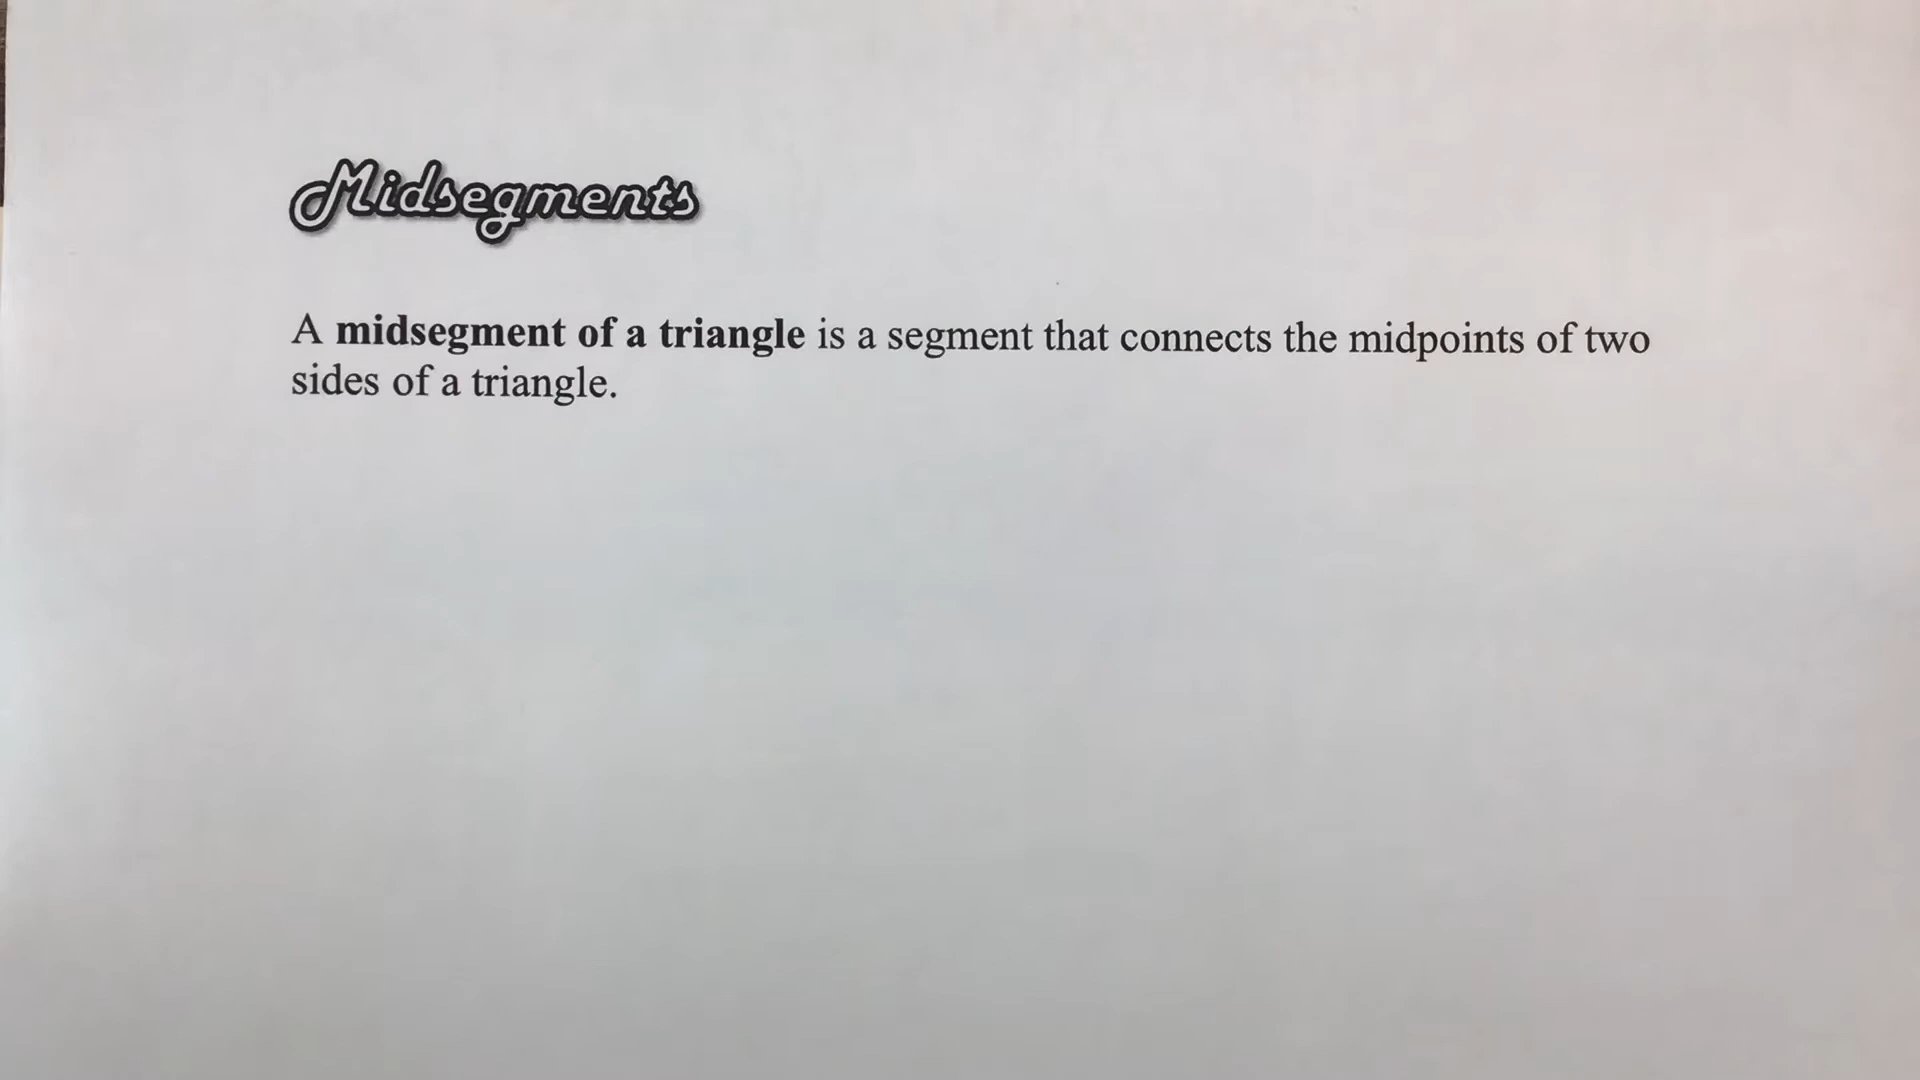 Midsegments
A midsegment of a triangle is a segment that connects the midpoints of two
sides of a triangle.